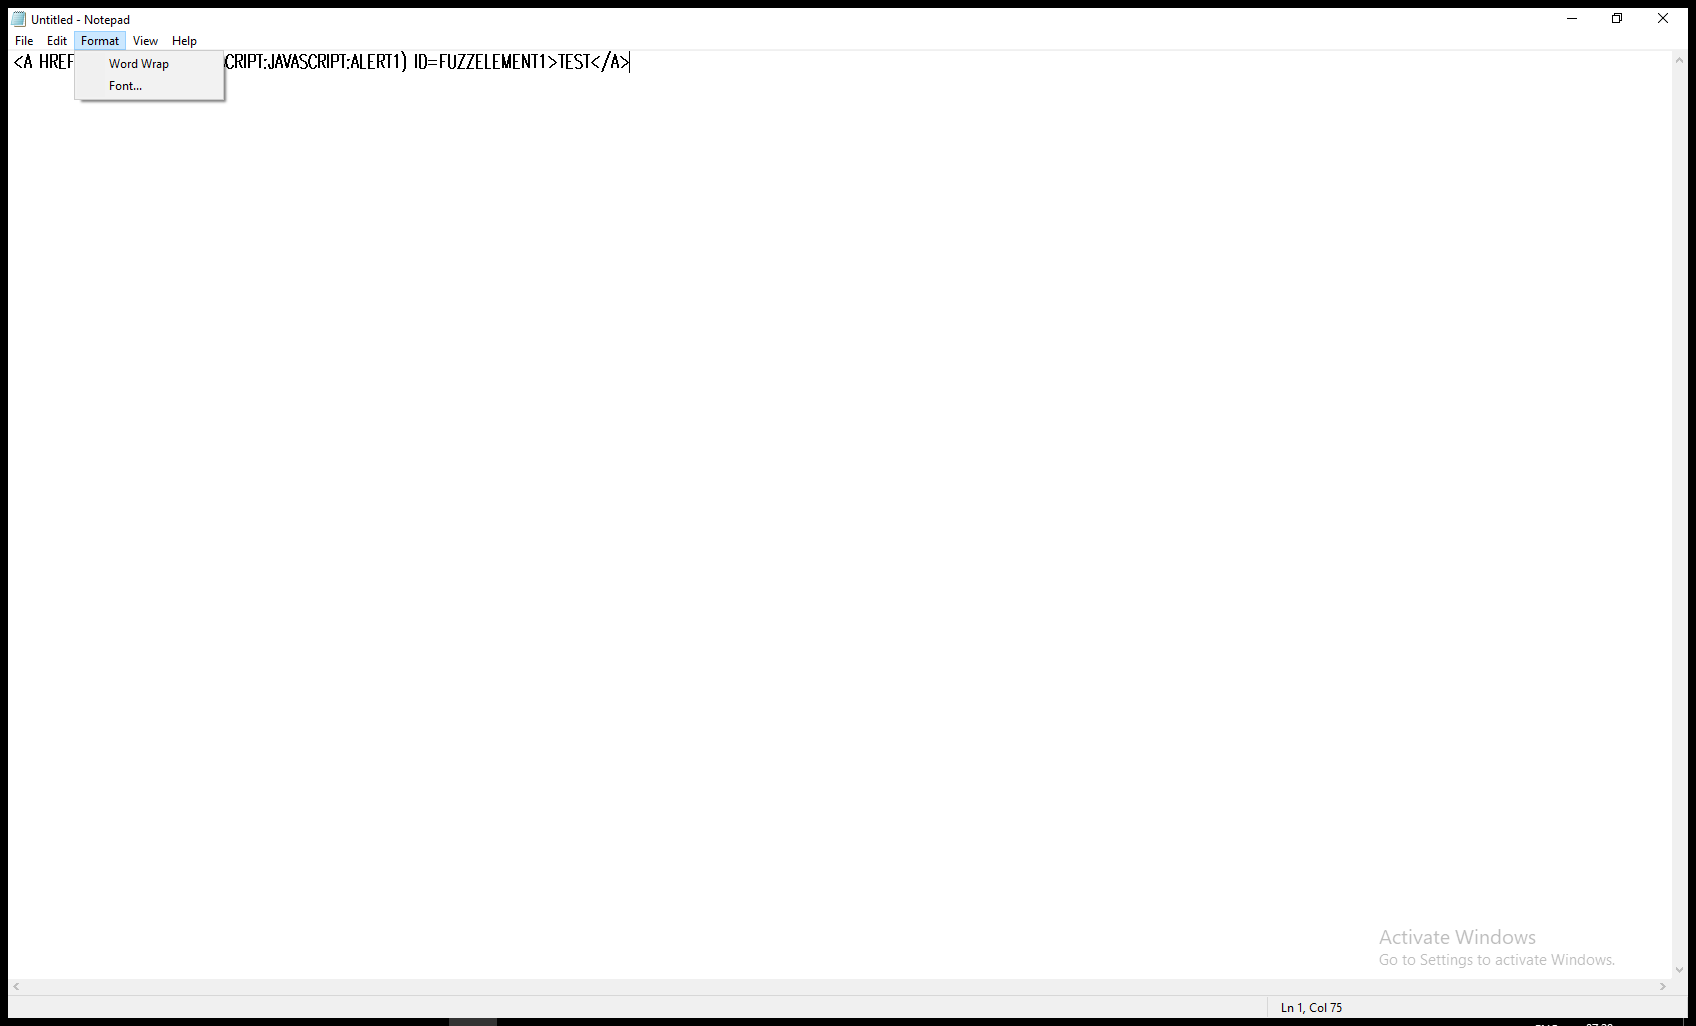 Untitled - Notepad
File Edit Format View Help
<A HREF CRIPT:JAVASCRIPT:ALERT1) ID=FUZZELEMENT1>TEST</A>
Word Wrap
Font...
Activate Windows
Go to Settings to activate Windows.
Ln 1, Col 75